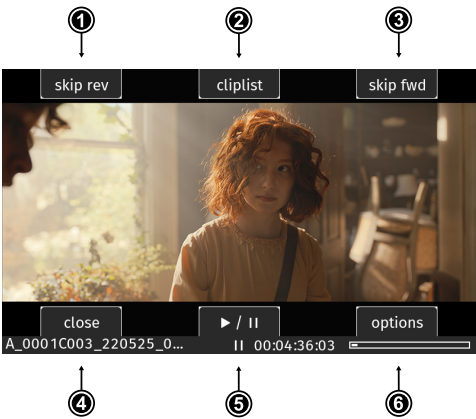 1 2 3
skip rev cliplist skip fwd
close ▶ / II options
A_0001C003_220525_0... II 00:04:36:03
4 5 6